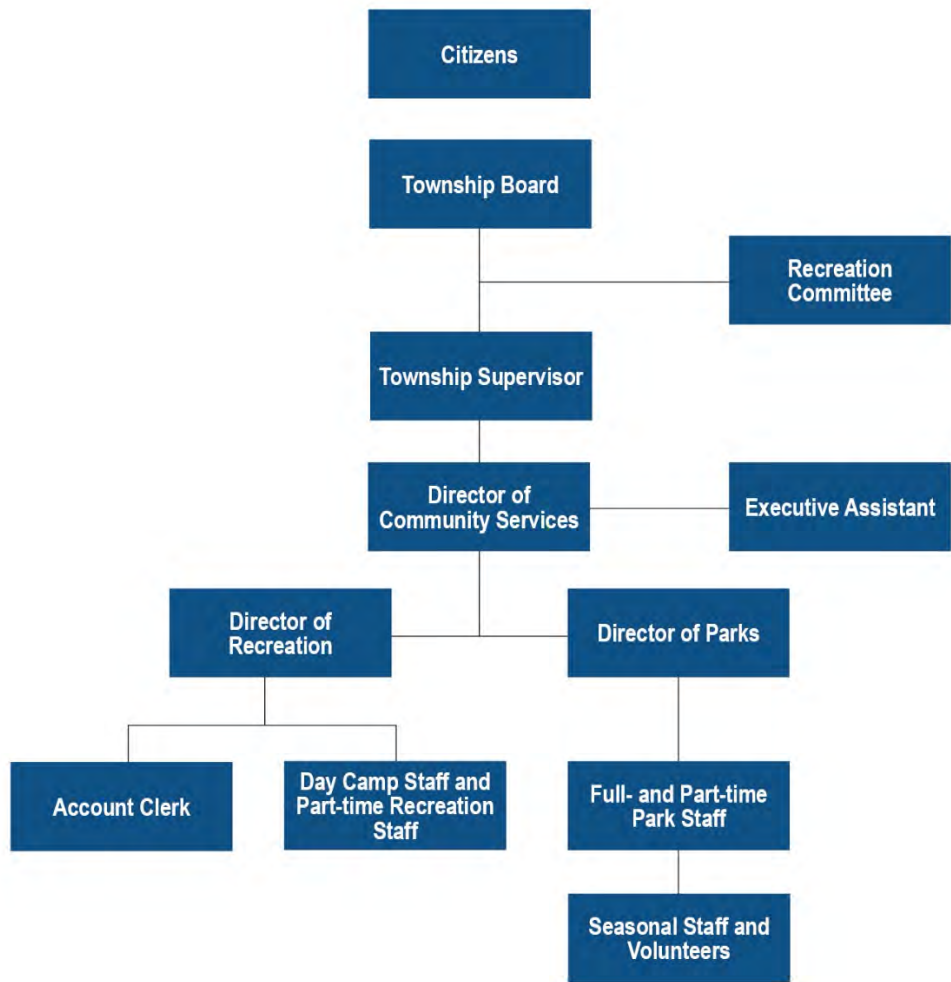 Citizens
Township Board
Recreation
Committee
Township Supervisor
Director of
Community Services
Executive Assistant
Director of
Recreation
Director of Parks
Account Clerk
Day Camp Staff and
Part-time Recreation
Staff
Full- and Part-time
Park Staff
Seasonal Staff and
Volunteers